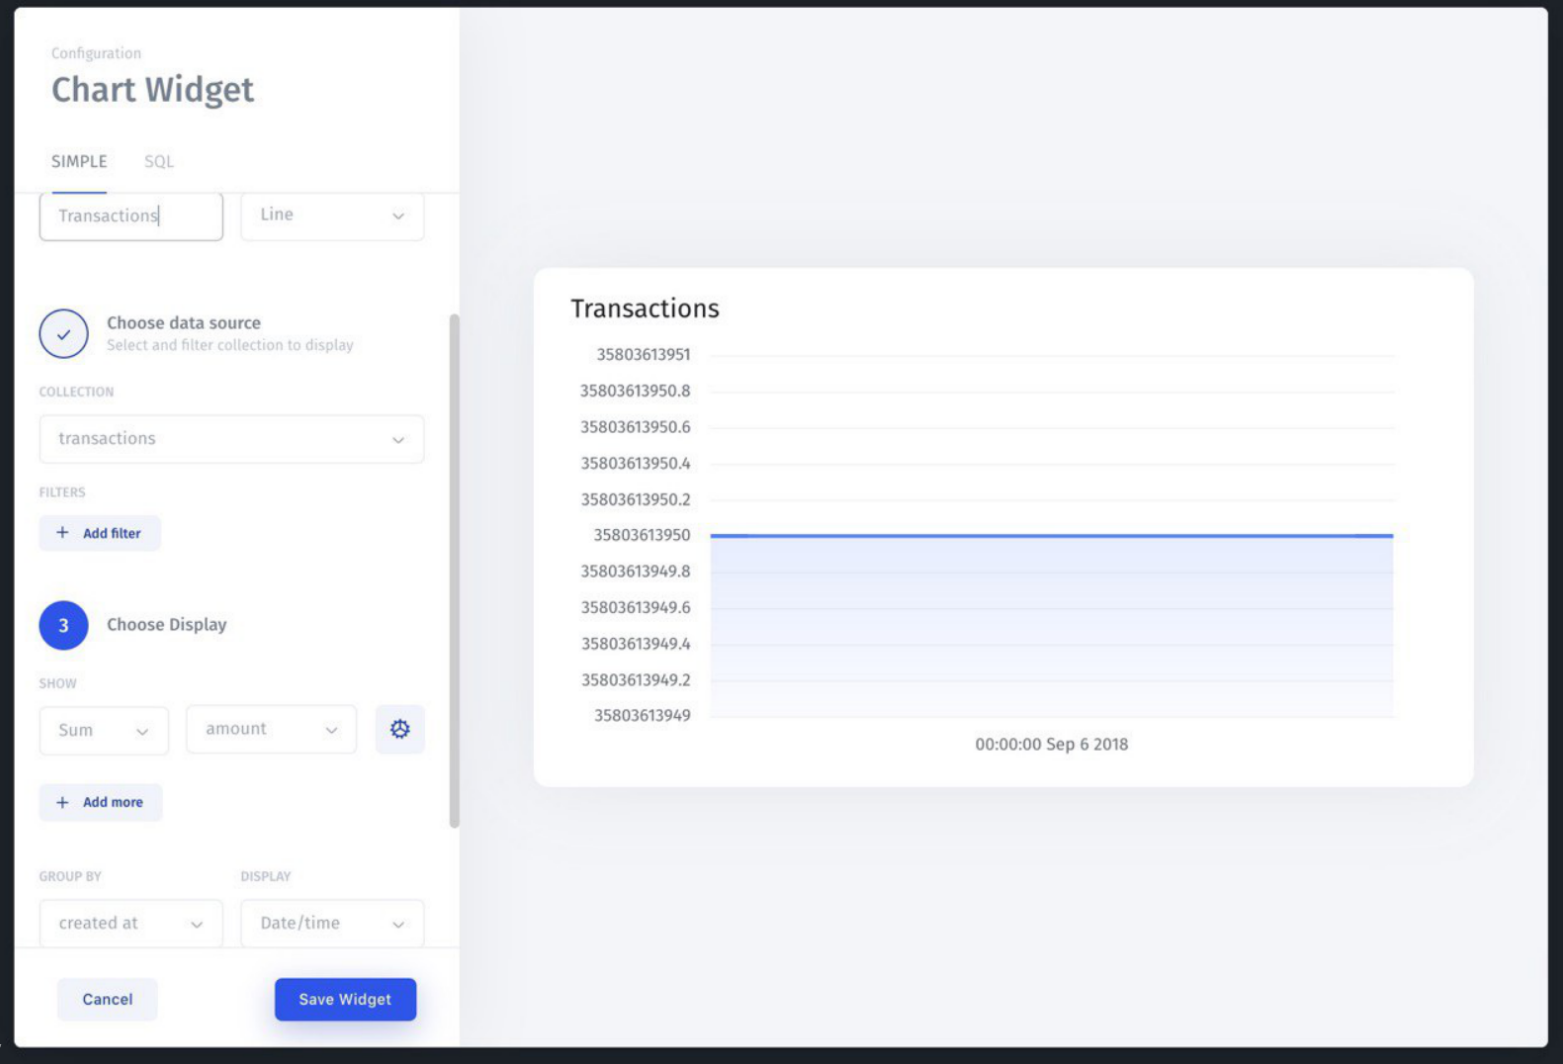 Configuration
Chart Widget
SIMPLE SQL
Transactions Line
Choose data source
Select and filter collection to display
COLLECTION
transactions
FILTERS
+ Add filter
3 Choose Display
SHOW
Sum amount
+ Add more
GROUP BY DISPLAY
created at Date/time
Cancel Save Widget
Transactions
35803613951
35803613950.8
35803613950.6
35803613950.4
35803613950.2
35803613950
35803613949.8
35803613949.6
35803613949.4
35803613949.2
35803613949
00:00:00 Sep 6 2018